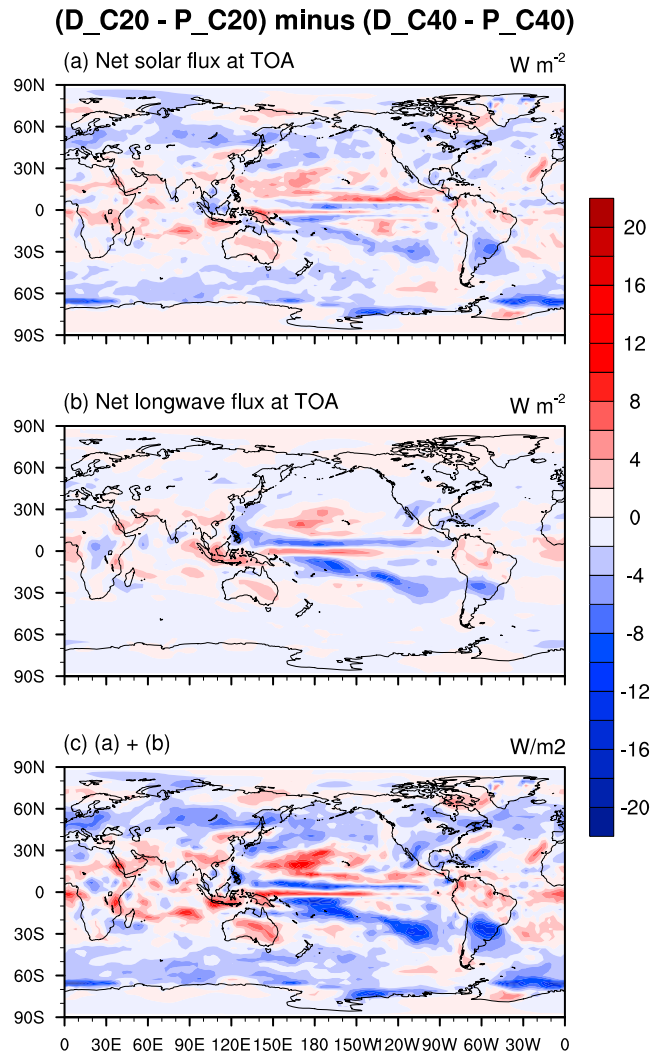 (D_C20 - P_C20) minus (D_C40 - P_C40)
(a) Net solar flux at TOA W m-2
90N
60N
30N
0
30S
60S
90S
(b) Net longwave flux at TOA W m-2
90N
60N
30N
0
30S
60S
90S
(c) (a) + (b) W/m2
90N
60N
30N
0
30S
60S
90S
0 30E 60E 90E 120E 150E 180 150W 120W 90W 60W 30W 0
20
16
12
8
4
0
-4
-8
-12
-16
-20